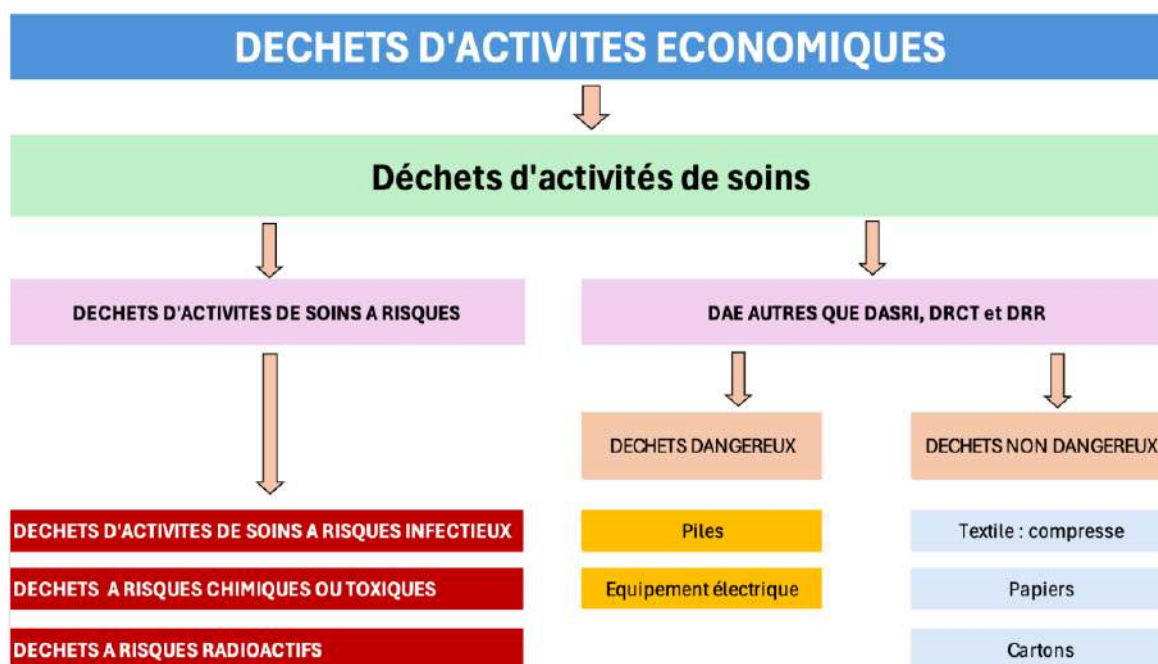 DECHETS D'ACTIVITES ECONOMIQUES
Déchets d'activités de soins
DECHETS D'ACTIVITES DE SOINS A RISQUES
DAE AUTRES QUE DASRI, DRCT et DRR
DECHETS DANGEREUX
DECHETS NON DANGEREUX
DECHETS D'ACTIVITES DE SOINS A RISQUES INFECTIEUX
Piles
Textile : compresse
DECHETS A RISQUES CHIMIQUES OU TOXIQUES
Equipement électrique
Papiers
DECHETS A RISQUES RADIOACTIFS
Cartons